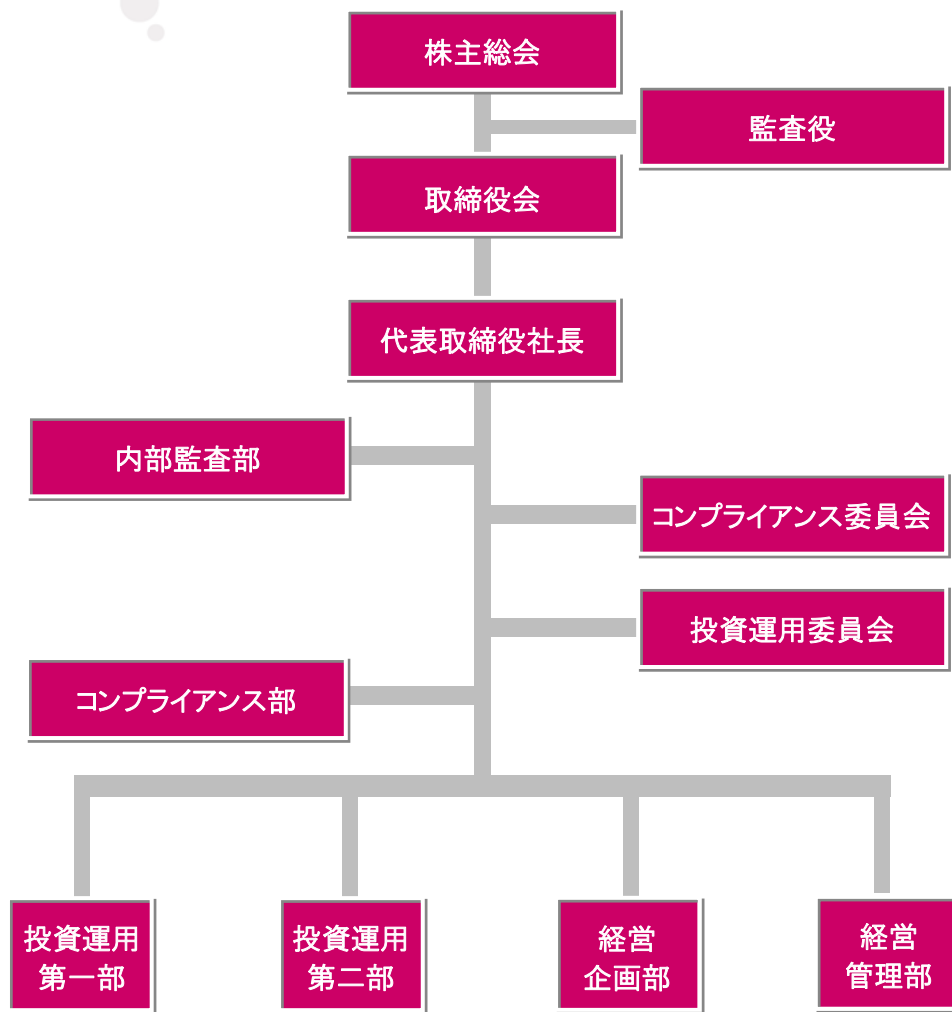 株主総会
監査役
取締役会
代表取締役社長
内部監査部
コンプライアンス委員会
投資運用委員会
コンプライアンス部
投資運用
第一部
投資運用
第二部
経営
企画部
経営
管理部